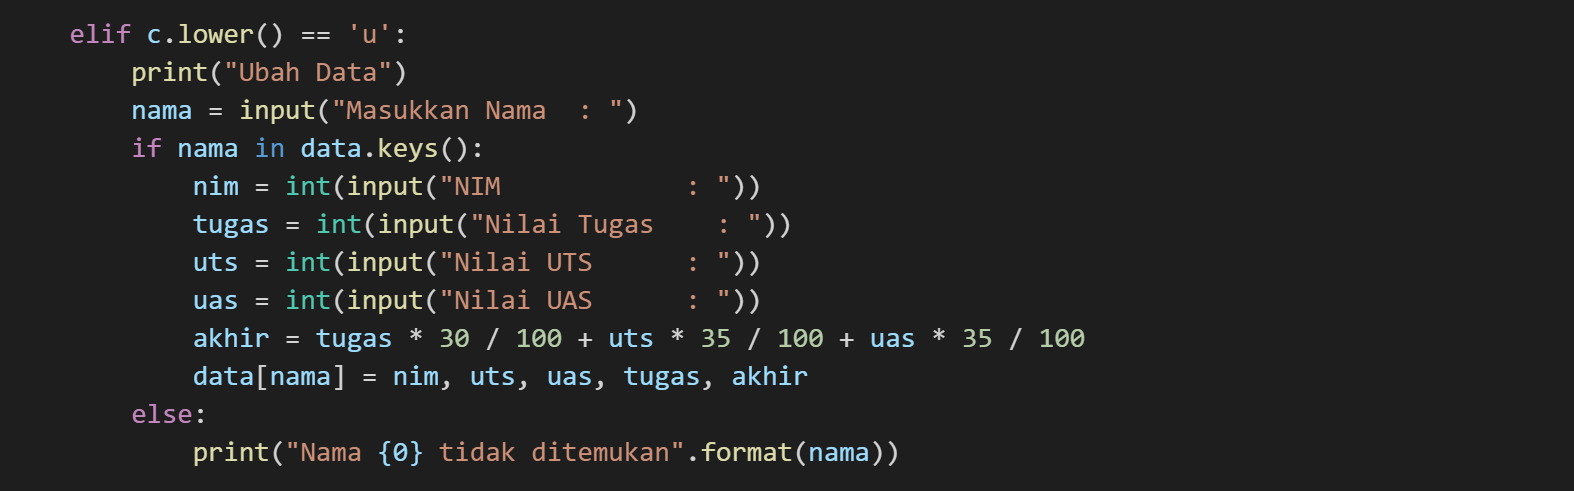 elif c.lower() == 'u':
    print("Ubah Data")
    nama = input("Masukkan Nama  : ")
    if nama in data.keys():
        nim = int(input("NIM            : "))
        tugas = int(input("Nilai Tugas    : "))
        uts = int(input("Nilai UTS      : "))
        uas = int(input("Nilai UAS      : "))
        akhir = tugas * 30 / 100 + uts * 35 / 100 + uas * 35 / 100
        data[nama] = nim, uts, uas, tugas, akhir
    else:
        print("Nama {0} tidak ditemukan".format(nama))